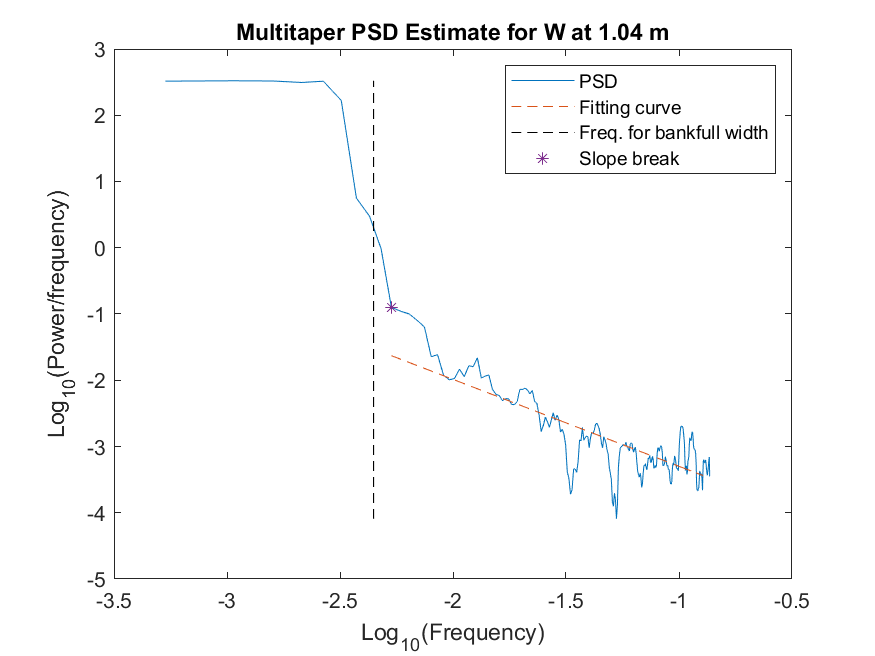 Multitaper PSD Estimate for W at 1.04 m
PSD
Fitting curve
Freq. for bankfull width
Slope break
Log10(Power/frequency)
3
2
1
0
-1
-2
-3
-4
-5
-3.5 -3 -2.5 -2 -1.5 -1 -0.5
Log10(Frequency)